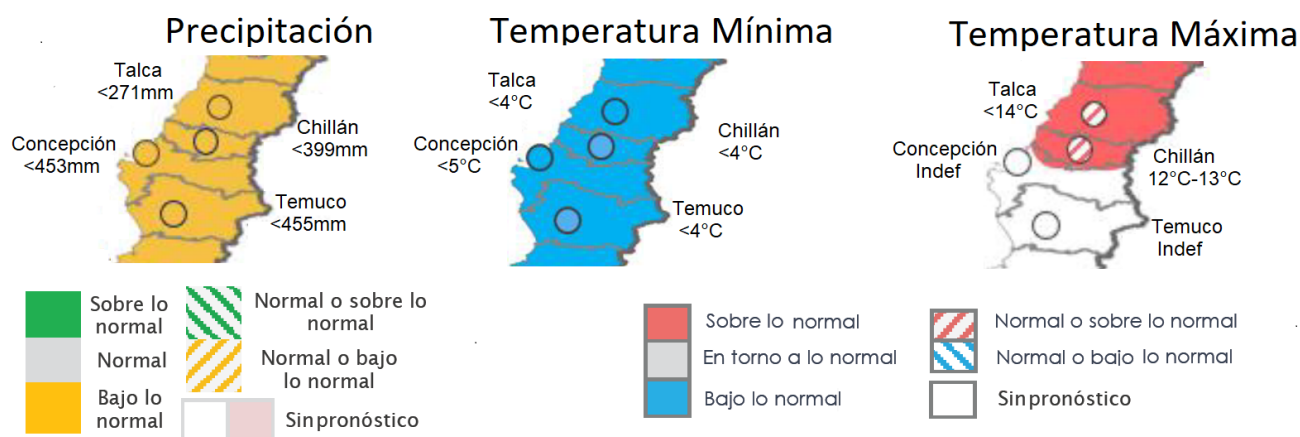 Precipitación
Talca
<271mm
Concepción
<453mm
Chillán
<399mm
Temuco
<455mm
Temperatura Mínima
Talca
<4°C
Concepción
<5°C
Chillán
<4°C
Temuco
<4°C
Temperatura Máxima
Talca
<14°C
Concepción
Indef
Chillán
12°C-13°C
Temuco
Indef
Sobre lo
normal
Normal
Bajo lo
normal
Normal o sobre lo
normal
Normal o bajo
lo normal
Sin pronóstico
Sobre lo normal
En torno a lo normal
Bajo lo normal
Normal o sobre lo normal
Normal o bajo lo normal
Sin pronóstico